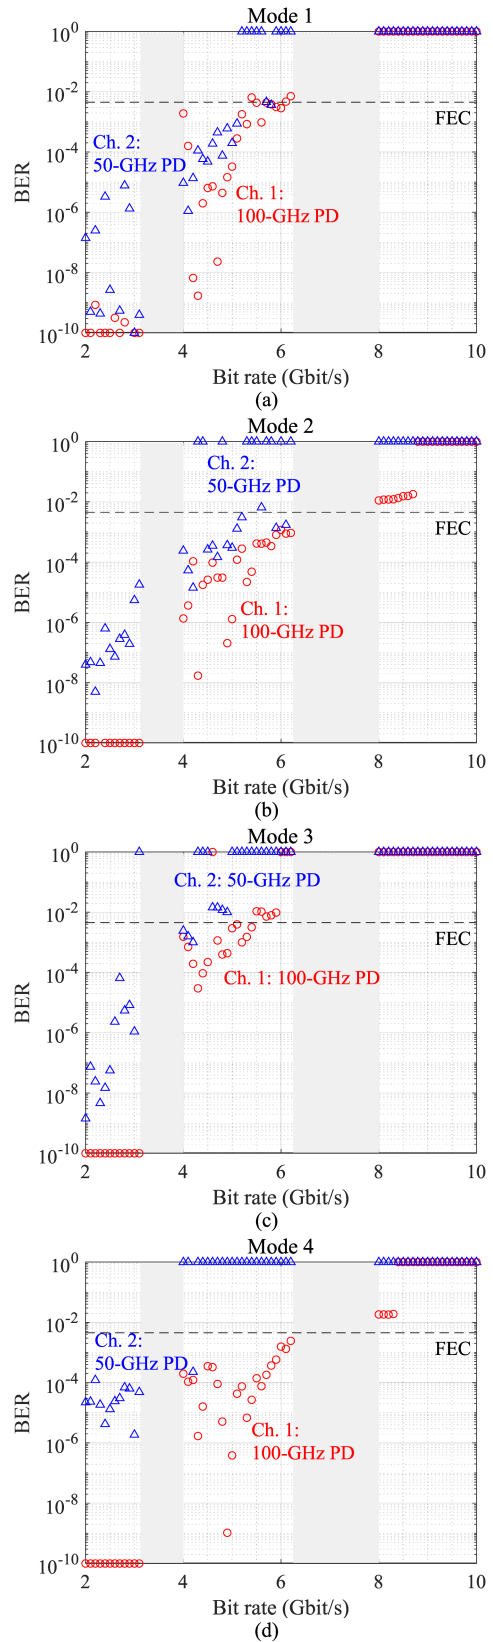 Mode 1
10^0
10^-2
10^-4
10^-6
10^-8
10^-10
BER
FEC
Ch. 2:
50-GHz PD
Ch. 1:
100-GHz PD
2 4 6 8 10
Bit rate (Gbit/s)
(a)
Mode 2
10^0
10^-2
10^-4
10^-6
10^-8
10^-10
BER
Ch. 2:
50-GHz PD
FEC
Ch. 1:
100-GHz PD
2 4 6 8 10
Bit rate (Gbit/s)
(b)
Mode 3
10^0
10^-2
10^-4
10^-6
10^-8
10^-10
BER
Ch. 2: 50-GHz PD
FEC
Ch. 1: 100-GHz PD
2 4 6 8 10
Bit rate (Gbit/s)
(c)
Mode 4
10^0
10^-2
10^-4
10^-6
10^-8
10^-10
BER
FEC
Ch. 2:
50-GHz PD
Ch. 1:
100-GHz PD
2 4 6 8 10
Bit rate (Gbit/s)
(d)